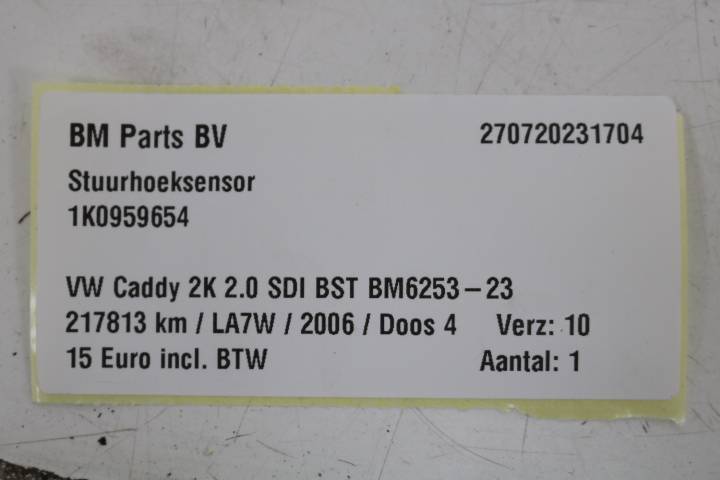 BM Parts BV 270720231704
Stuurhoeksensor
1K0959654
VW Caddy 2K 2.0 SDI BST BM6253-23
217813 km / LA7W / 2006 / Doos 4 Verz: 10
15 Euro incl. BTW Aantal: 1